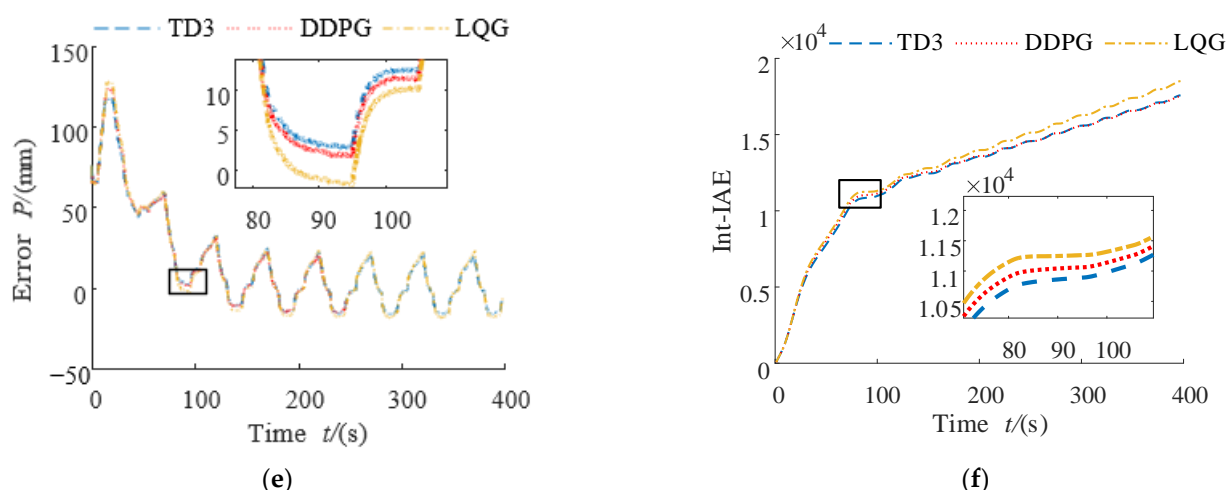 TD3 DDPG LQG
150
100
50
0
−50
Error P/(mm)
10
5
0
80 90 100
0 100 200 300 400
Time t/(s)
(e)
TD3 DDPG LQG
×10⁴
2
1.5
1
0.5
0
Int-IAE
×10⁴
1.2
1.15
1.1
1.05
80 90 100
0 100 200 300 400
Time t/(s)
(f)